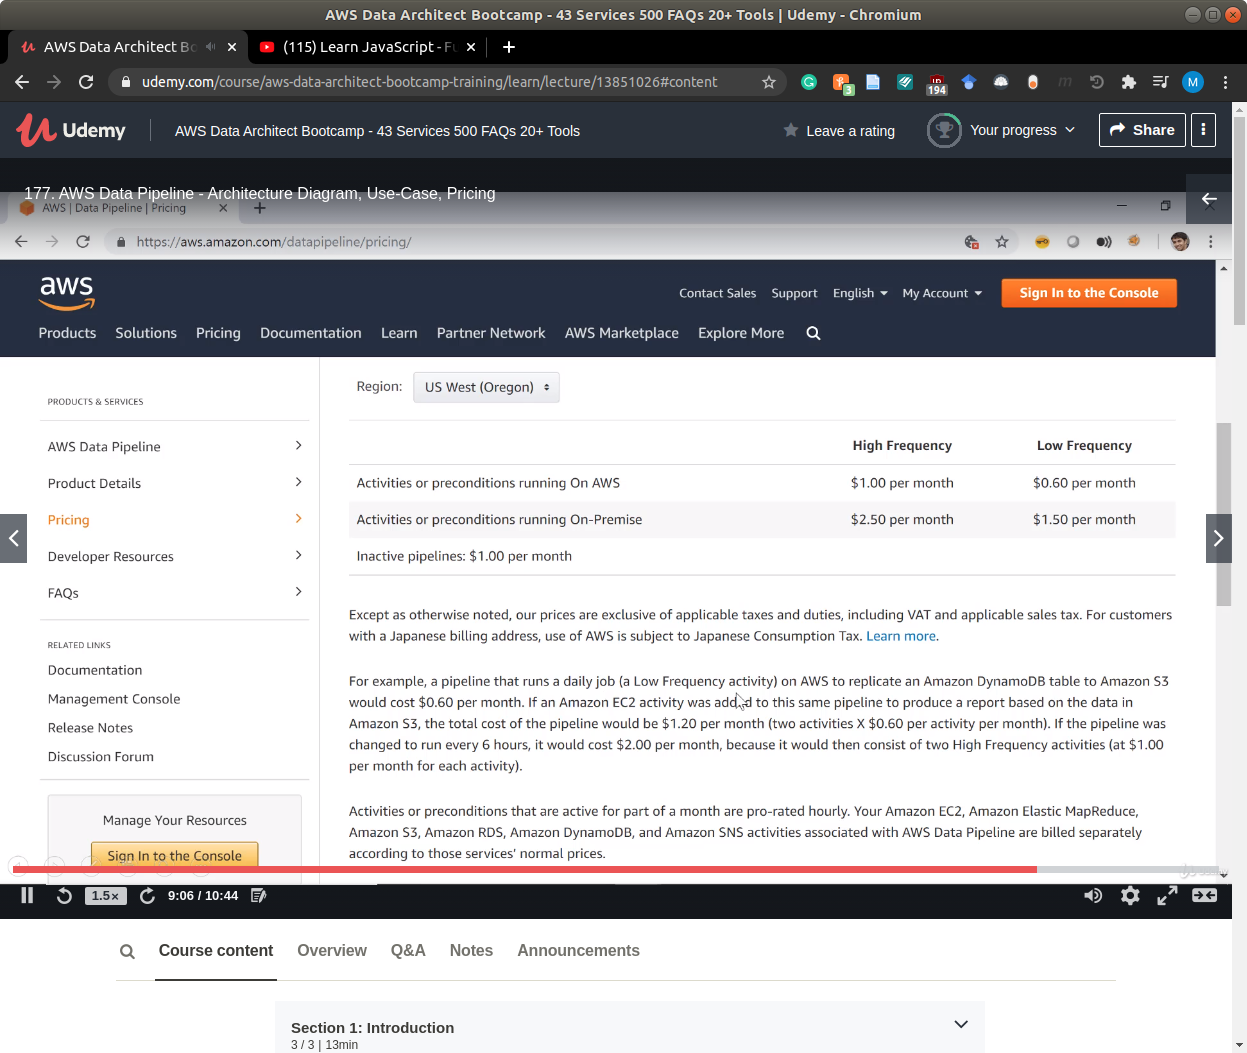 AWS Data Architect Bootcamp - 43 Services 500 FAQs 20+ Tools | Udemy - Chromium
AWS Data Architect Bo
(115) Learn JavaScript - Fu
udemy.com/course/aws-data-architect-bootcamp-training/learn/lecture/13851026#content
3
194
M
Udemy
AWS Data Architect Bootcamp - 43 Services 500 FAQs 20+ Tools
Leave a rating
Your progress
Share
177. AWS Data Pipeline - Architecture Diagram, Use-Case, Pricing
AWS | Data Pipeline | Pricing
https://aws.amazon.com/datapipeline/pricing/
aws
Contact Sales
Support
English
My Account
Sign In to the Console
Products
Solutions
Pricing
Documentation
Learn
Partner Network
AWS Marketplace
Explore More
PRODUCTS & SERVICES
AWS Data Pipeline
Product Details
Pricing
Developer Resources
FAQs
RELATED LINKS
Documentation
Management Console
Release Notes
Discussion Forum
Manage Your Resources
Sign In to the Console
Region:
US West (Oregon)
High Frequency Low Frequency
Activities or preconditions running On AWS $1.00 per month $0.60 per month
Activities or preconditions running On-Premise $2.50 per month $1.50 per month
Inactive pipelines: $1.00 per month
Except as otherwise noted, our prices are exclusive of applicable taxes and duties, including VAT and applicable sales tax. For customers
with a Japanese billing address, use of AWS is subject to Japanese Consumption Tax. Learn more.
For example, a pipeline that runs a daily job (a Low Frequency activity) on AWS to replicate an Amazon DynamoDB table to Amazon S3
would cost $0.60 per month. If an Amazon EC2 activity was added to this same pipeline to produce a report based on the data in
Amazon S3, the total cost of the pipeline would be $1.20 per month (two activities X $0.60 per activity per month). If the pipeline was
changed to run every 6 hours, it would cost $2.00 per month, because it would then consist of two High Frequency activities (at $1.00
per month for each activity).
Activities or preconditions that are active for part of a month are pro-rated hourly. Your Amazon EC2, Amazon Elastic MapReduce,
Amazon S3, Amazon RDS, Amazon DynamoDB, and Amazon SNS activities associated with AWS Data Pipeline are billed separately
according to those services' normal prices.
1.5×
9:06 / 10:44
Course content
Overview
Q&A
Notes
Announcements
Section 1: Introduction
3 / 3 | 13min